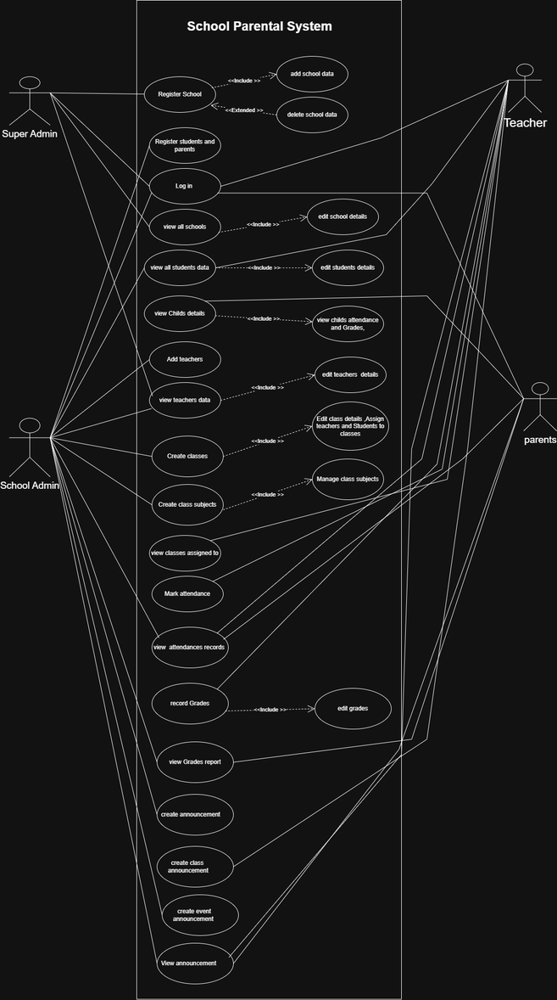 School Parental System
add school data
<<Include >>
Register School
<<Extended >>
delete school data
Super Admin
Teacher
Register students and
parents
Log in
view all schools
<<Include >>
edit school details
view all students data
<<Include >>
edit students details
view Childs details
<<Include >>
view childs attendance
and Grades,
Add teachers
view teachers data
<<Include >>
edit teachers details
Edit class details ,Assign
teachers and Students to
classes
Create classes
<<Include >>
parents
School Admin
Manage class subjects
Create class subjects
<<Include >>
view classes assigned to
Mark attendance
view attendances records
record Grades
<<Include >>
edit grades
view Grades report
create announcement
create class
announcement
create event
announcement
View announcement